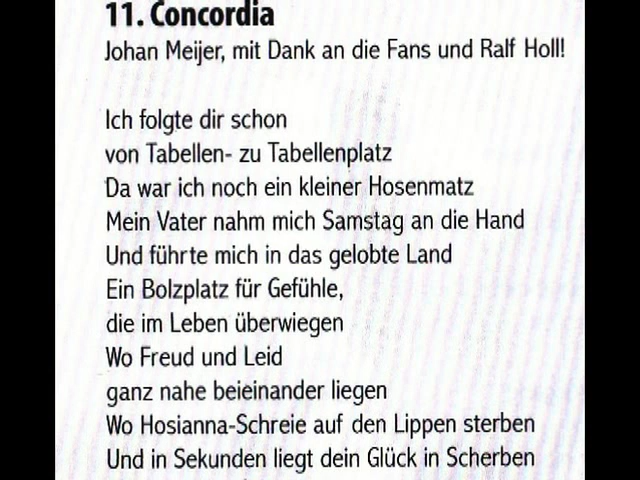 11. Concordia
Johan Meijer, mit Dank an die Fans und Ralf Holl!
Ich folgte dir schon
von Tabellen- zu Tabellenplatz
Da war ich noch ein kleiner Hosenmatz
Mein Vater nahm mich Samstag an die Hand
Und führte mich in das gelobte Land
Ein Bolzplatz für Gefühle,
die im Leben überwiegen
Wo Freud und Leid
ganz nahe beieinander liegen
Wo Hosianna-Schreie auf den Lippen sterben
Und in Sekunden liegt dein Glück in Scherben